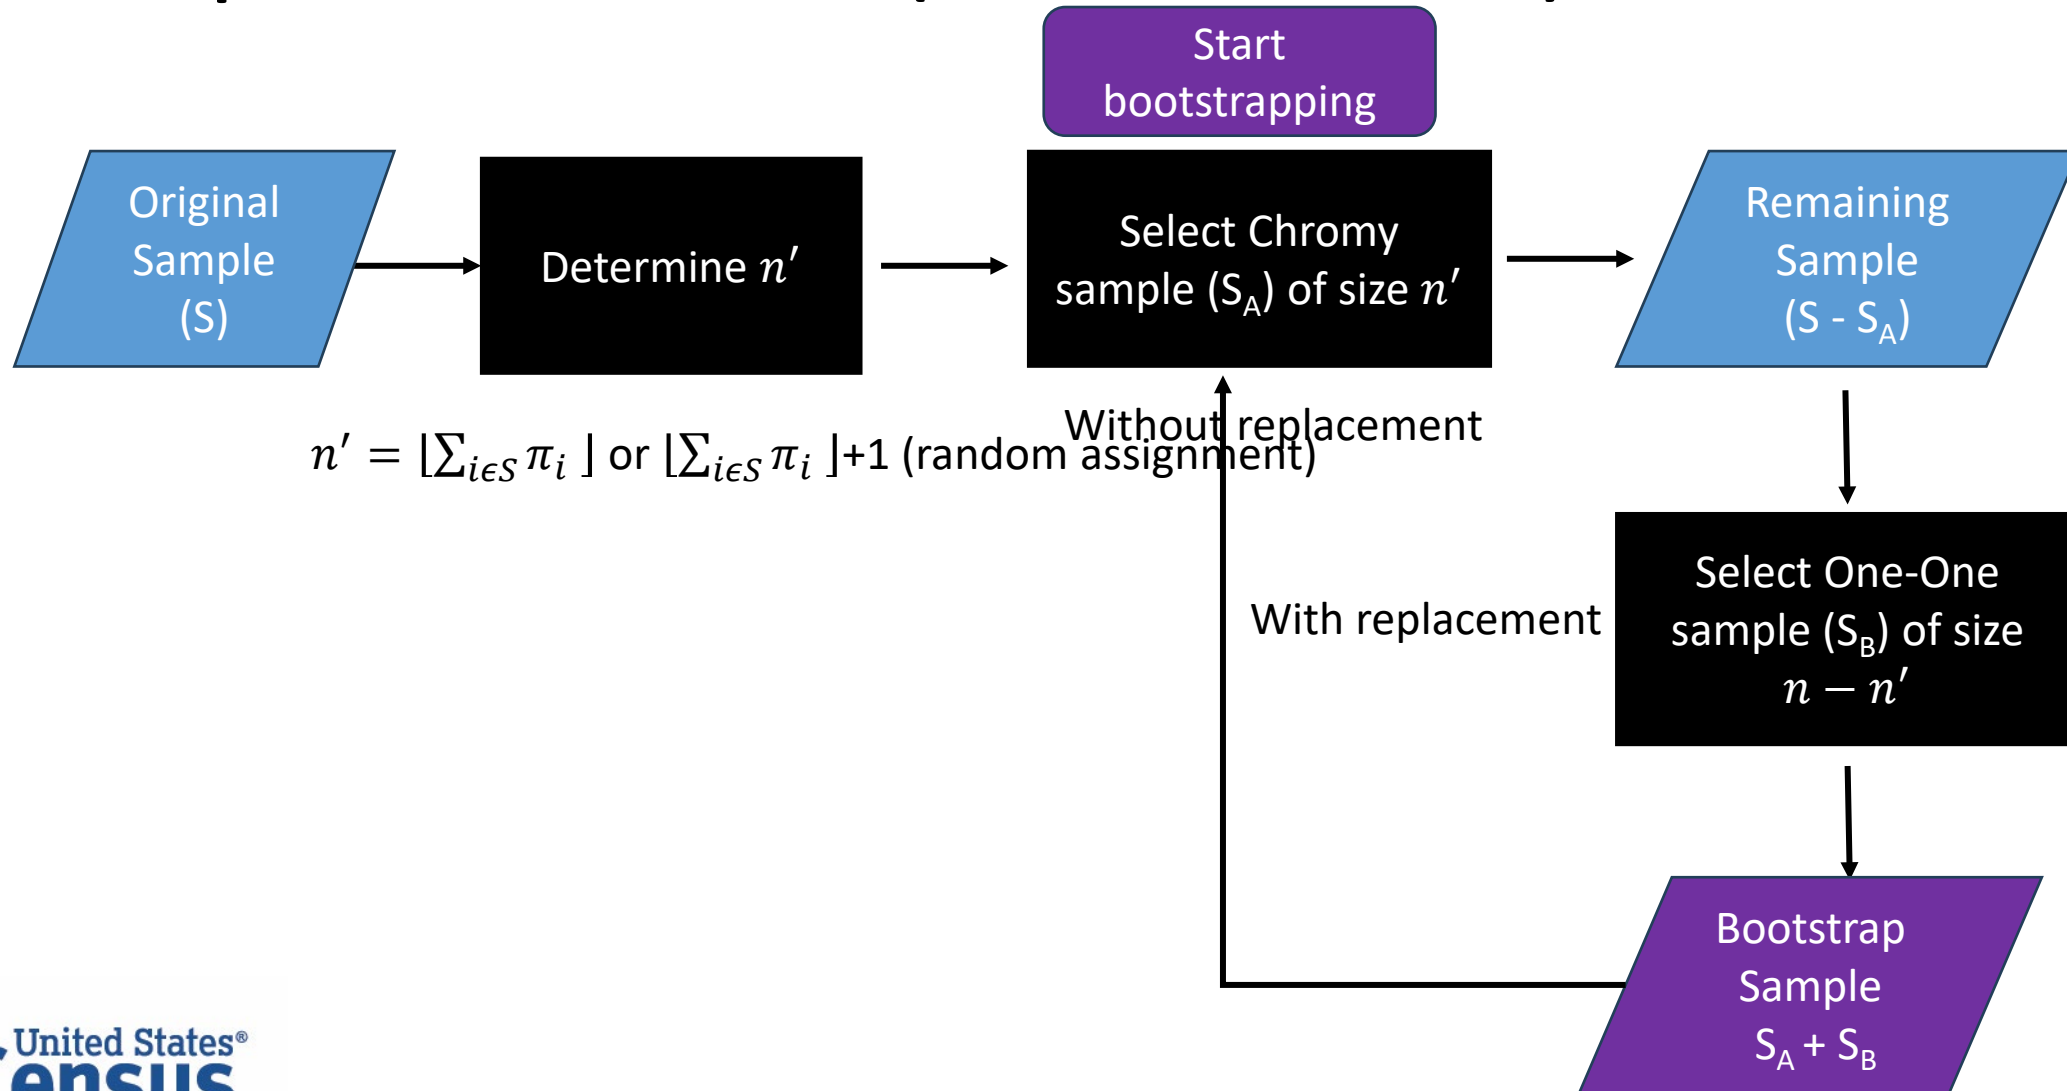 Start
bootstrapping
Original
Sample
(S)
Determine n′
Select Chromy
sample (S_A) of size n′
Remaining
Sample
(S - S_A)
Without replacement
n′ = ⌊∑_{iϵS} π_i ⌋ or ⌊∑_{iϵS} π_i ⌋+1 (random assignment)
With replacement
Select One-One
sample (S_B) of size
n − n′
Bootstrap
Sample
S_A + S_B
United States®
ensus